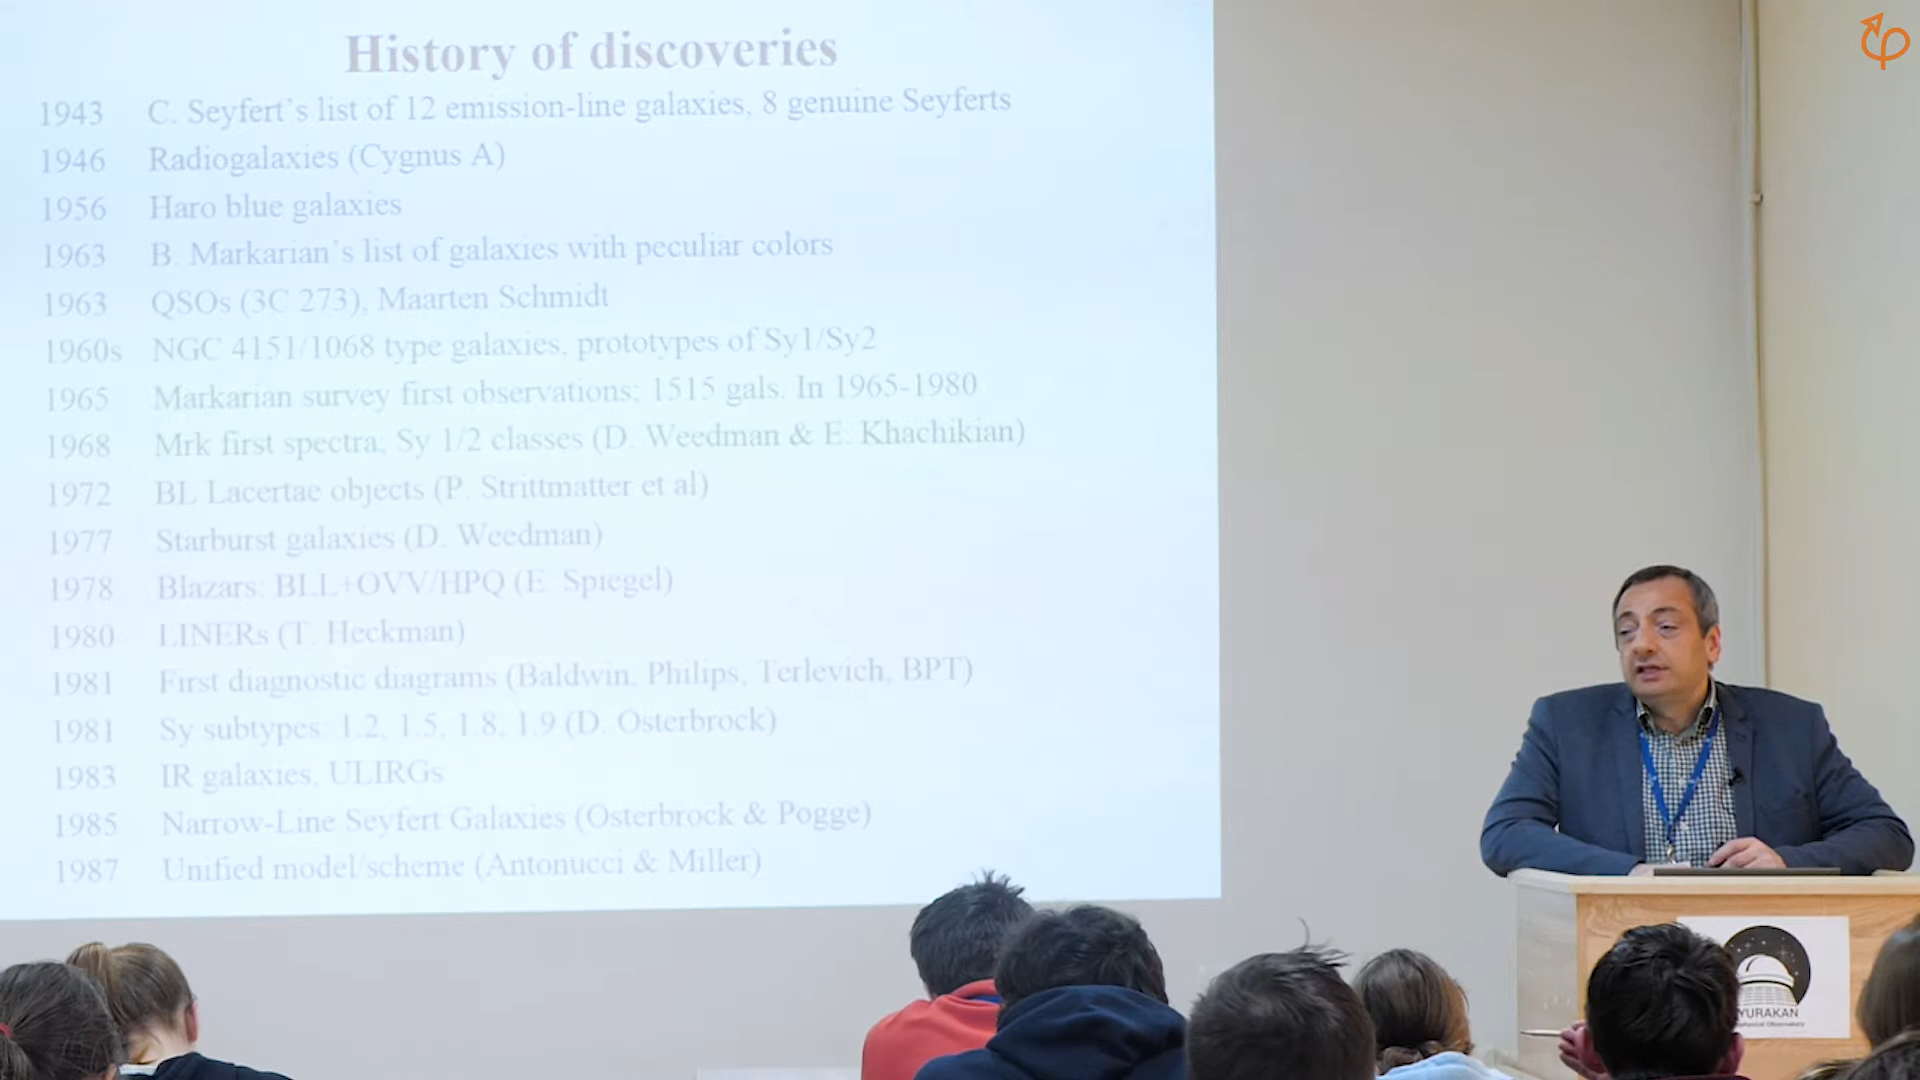 History of discoveries
1943 C. Seyfert's list of 12 emission-line galaxies, 8 genuine Seyferts
1946 Radiogalaxies (Cygnus A)
1956 Haro blue galaxies
1963 B. Markarian's list of galaxies with peculiar colors
1963 QSOs (3C 273), Maarten Schmidt
1960s NGC 4151/1068 type galaxies, prototypes of Sy1/Sy2
1965 Markarian survey first observations; 1515 gals. In 1965-1980
1968 Mrk first spectra; Sy 1/2 classes (D. Weedman & E. Khachikian)
1972 BL Lacertae objects (P. Strittmatter et al)
1977 Starburst galaxies (D. Weedman)
1978 Blazars: BLL+OVV/HPQ (E. Spiegel)
1980 LINERs (T. Heckman)
1981 First diagnostic diagrams (Baldwin, Philips, Terlevich, BPT)
1981 Sy subtypes: 1.2, 1.5, 1.8, 1.9 (D. Osterbrock)
1983 IR galaxies, ULIRGs
1985 Narrow-Line Seyfert Galaxies (Osterbrock & Pogge)
1987 Unified model/scheme (Antonucci & Miller)
YURAKAN
Observatory